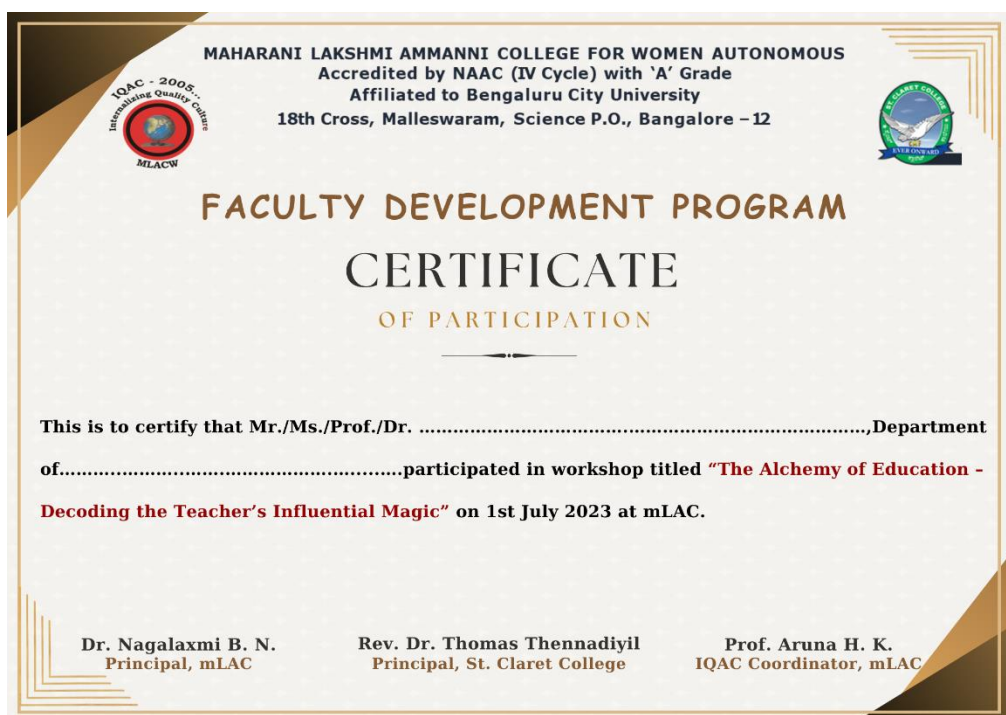 MAHARANI LAKSHMI AMMANNI COLLEGE FOR WOMEN AUTONOMOUS
Accredited by NAAC (IV Cycle) with ‘A’ Grade
Affiliated to Bengaluru City University
18th Cross, Malleswaram, Science P.O., Bangalore – 12
IQAC - 2005...
Internalizing Quality Culture
MLACW
ST. CLARET COLLEGE
EVER ONWARD
FACULTY DEVELOPMENT PROGRAM
CERTIFICATE
OF PARTICIPATION
This is to certify that Mr./Ms./Prof./Dr. ……………………………………………………………………,Department
of……………………………………………………participated in workshop titled “The Alchemy of Education –
Decoding the Teacher’s Influential Magic” on 1st July 2023 at mLAC.
Dr. Nagalaxmi B. N.
Principal, mLAC
Rev. Dr. Thomas Thennadiyil
Principal, St. Claret College
Prof. Aruna H. K.
IQAC Coordinator, mLAC